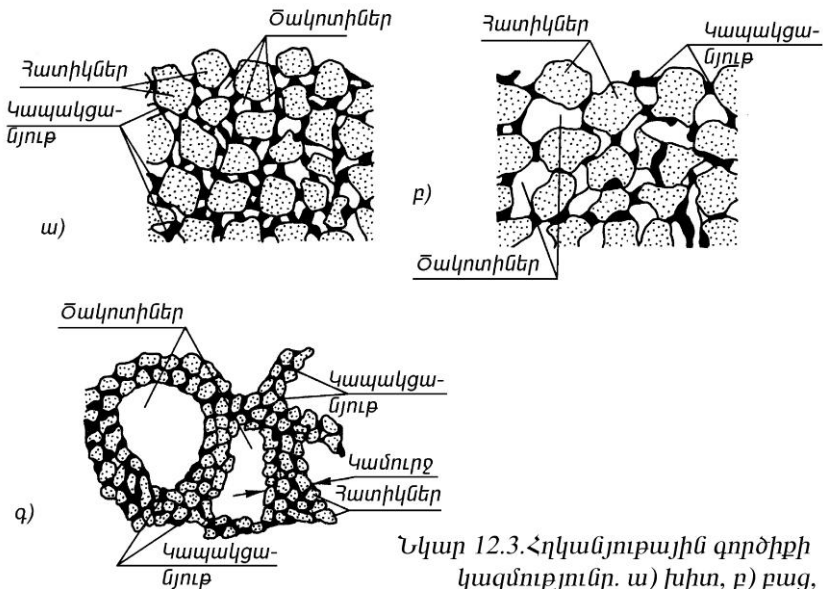 Ծակոտիներ
Հատիկներ
Կապակցա-
նյութ
ա)
Հատիկներ
Կապակցա-
նյութ
բ)
Ծակոտիներ
Ծակոտիներ
Կապակցա-
նյութ
Կամուրջ
Հատիկներ
գ)
Կապակցա-
նյութ
Նկար 12.3.Հղկանյութային գործիքի
կազմությունը. ա) խիտ, բ) բաց,